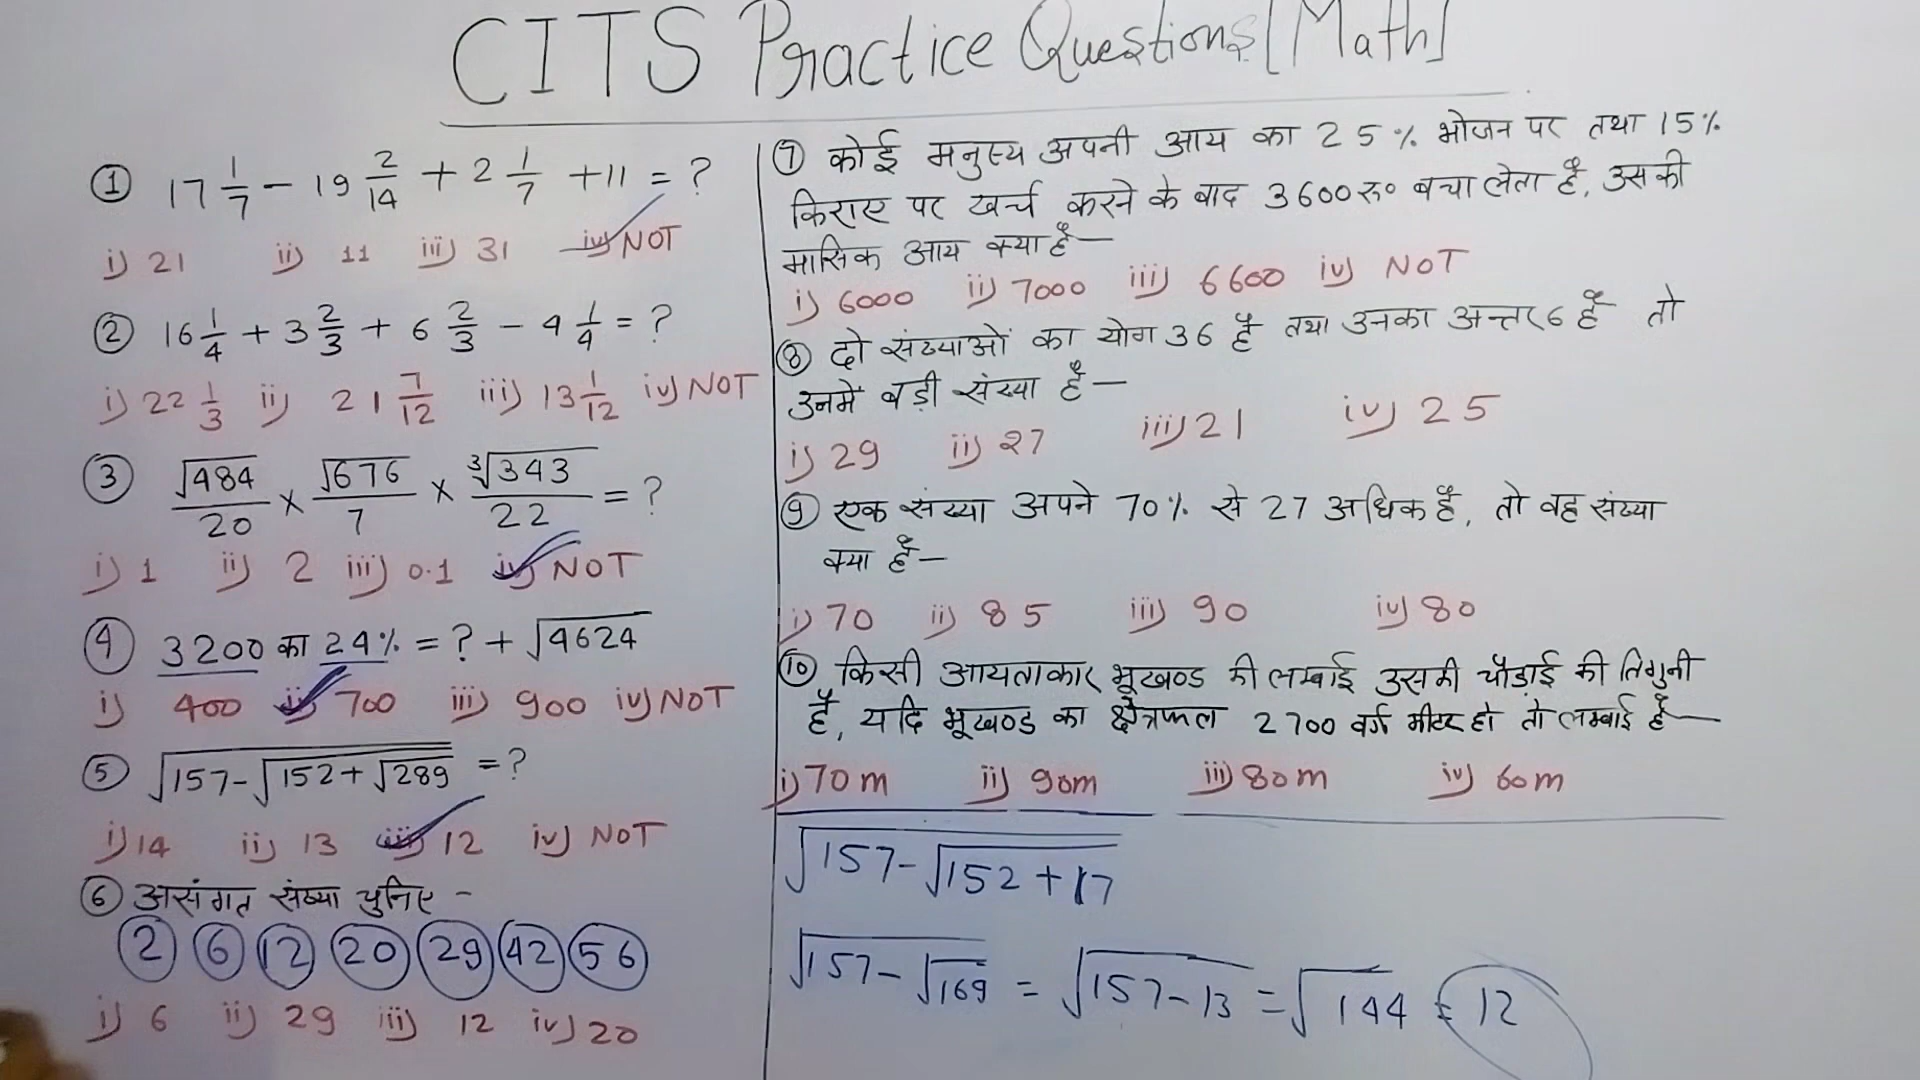 CITS Practice Questions [Math]
① 17 1/7 - 19 2/14 + 2 1/7 + 11 = ?
i) 21 ii) 11 iii) 31 iv) NOT
② 16 1/4 + 3 2/3 + 6 2/3 - 4 1/4 = ?
i) 22 1/3 ii) 21 7/12 iii) 13 1/12 iv) NOT
③ √484/20 × √676/7 × ∛343/22 = ?
i) 1 ii) 2 iii) 0.1 iv) NOT
④ 3200 का 24% = ? + √4624
i) 400 ii) 700 iii) 900 iv) NOT
⑤ √157-√152+√289 = ?
i) 14 ii) 13 iii) 12 iv) NOT
⑥ असंगत संख्या चुनिए -
2 6 12 20 29 42 56
i) 6 ii) 29 iii) 12 iv) 20
⑦ कोई मनुस्य अपनी आय का 25% भोजन पर तथा 15%
किराए पर खर्च करने के बाद 3600 रु० बचा लेता है, उसकी
मासिक आय क्या है—
i) 6000 ii) 7000 iii) 6600 iv) NOT
⑧ दो संख्याओं का योग 36 है तथा उनका अन्तर 6 है तो
उनमें बड़ी संख्या है—
i) 29 ii) 27 iii) 21 iv) 25
⑨ एक संख्या अपने 70% से 27 अधिक है, तो वह संख्या
क्या है—
i) 70 ii) 85 iii) 90 iv) 80
⑩ किसी आयताकार भूखण्ड की लम्बाई उसकी चौड़ाई की तिगुनी
है, यदि भूखण्ड का क्षेत्रफल 2700 वर्ग मीटर हो तो लम्बाई है—
i) 70m ii) 90m iii) 80m iv) 60m
√157-√152+17
√157-√169 = √157-13 = √144 = 12